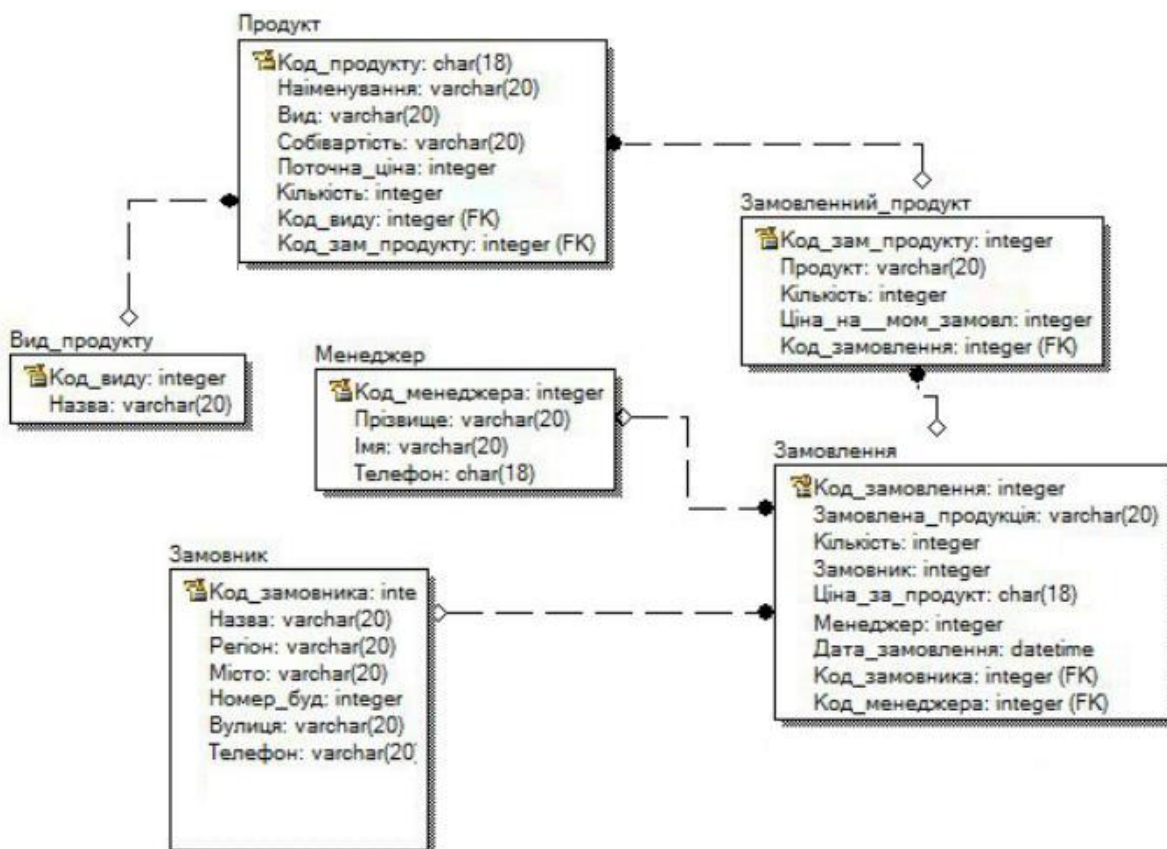 Продукт
Код_продукту: char(18)
Наіменування: varchar(20)
Вид: varchar(20)
Собівартість: varchar(20)
Поточна_ціна: integer
Кількість: integer
Код_виду: integer (FK)
Код_зам_продукту: integer (FK)
Замовленний_продукт
Код_зам_продукту: integer
Продукт: varchar(20)
Кількість: integer
Ціна_на__мом_замовл: integer
Код_замовлення: integer (FK)
Вид_продукту
Код_виду: integer
Назва: varchar(20)
Менеджер
Код_менеджера: integer
Прізвище: varchar(20)
Імя: varchar(20)
Телефон: char(18)
Замовлення
Код_замовлення: integer
Замовлена_продукція: varchar(20)
Кількість: integer
Замовник: integer
Ціна_за_продукт: char(18)
Менеджер: integer
Дата_замовлення: datetime
Код_замовника: integer (FK)
Код_менеджера: integer (FK)
Замовник
Код_замовника: inte
Назва: varchar(20)
Регіон: varchar(20)
Місто: varchar(20)
Номер_буд: integer
Вулиця: varchar(20)
Телефон: varchar(20)